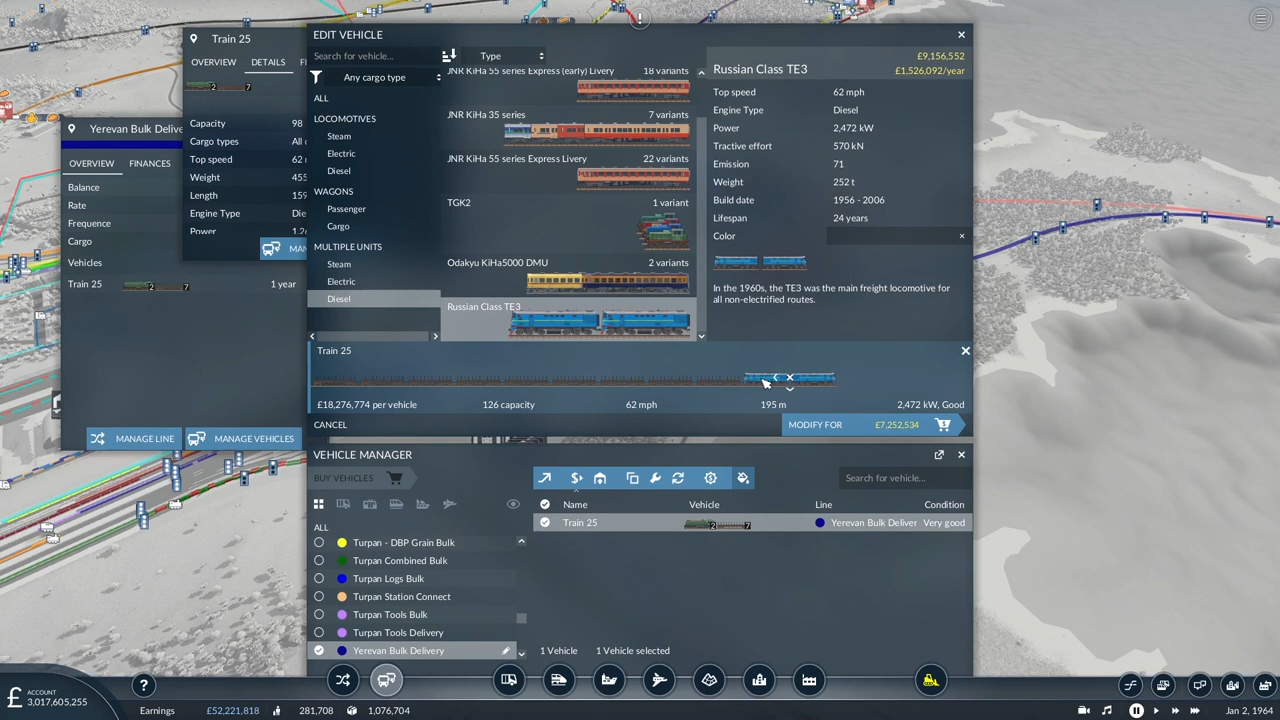 Train 25
OVERVIEW DETAILS
2 7
Capacity 98
Cargo types
Top speed 62
Weight 455
Length 159
Engine Type Die
Power
Yerevan Bulk Delive
OVERVIEW FINANCES
Balance
Rate
Frequence
Cargo
Vehicles
Train 25 2 7 1 year
MANAGE LINE MANAGE VEHICLES
EDIT VEHICLE
Search for vehicle...
Type
Any cargo type
ALL
LOCOMOTIVES
Steam
Electric
Diesel
WAGONS
Passenger
Cargo
MULTIPLE UNITS
Steam
Electric
Diesel
JNR KiHa 55 series Express (early) Livery 18 variants
JNR KiHa 35 series 7 variants
JNR KiHa 55 series Express Livery 22 variants
TGK2 1 variant
Odakyu KiHa5000 DMU 2 variants
Russian Class TE3
£9,156,552
Russian Class TE3
£1,526,092/year
Top speed 62 mph
Engine Type Diesel
Power 2,472 kW
Tractive effort 570 kN
Emission 71
Weight 252 t
Build date 1956 - 2006
Lifespan 24 years
Color
In the 1960s, the TE3 was the main freight locomotive for
all non-electrified routes.
Train 25
£18,276,774 per vehicle 126 capacity 62 mph 195 m 2,472 kW, Good
CANCEL
MODIFY FOR £7,252,534
VEHICLE MANAGER
BUY VEHICLES
Search for vehicle...
ALL
Turpan - DBP Grain Bulk
Turpan Combined Bulk
Turpan Logs Bulk
Turpan Station Connect
Turpan Tools Bulk
Turpan Tools Delivery
Yerevan Bulk Delivery
Name Vehicle Line Condition
Train 25 2 7 Yerevan Bulk Deliver Very good
1 Vehicle 1 Vehicle selected
£ ACCOUNT
3,017,605,255
?
Earnings £52,221,818 281,708 1,076,704
Jan 2, 1964